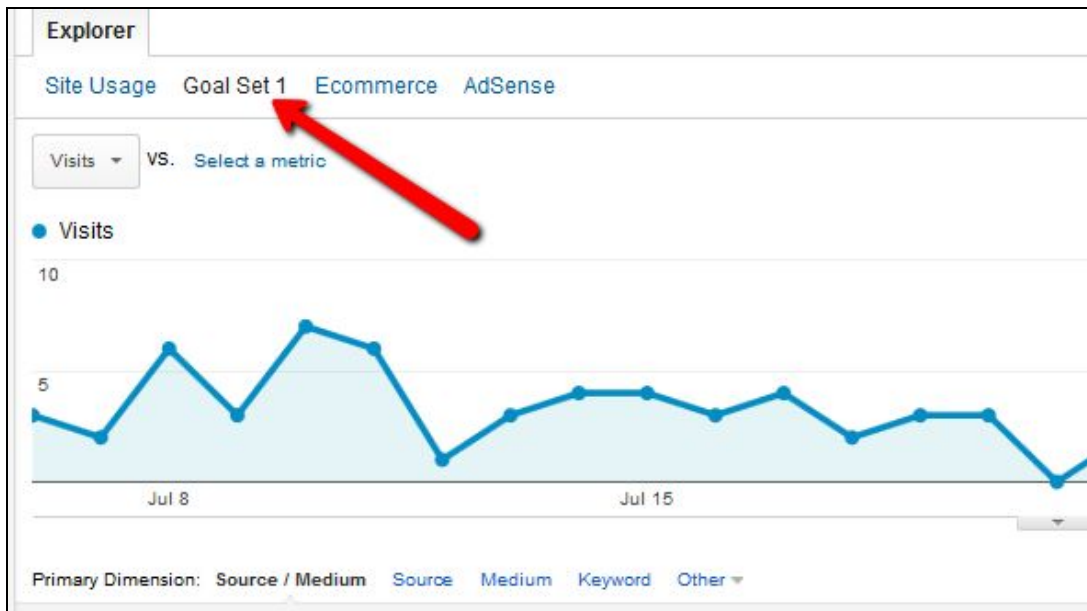 Explorer
Site Usage Goal Set 1 Ecommerce AdSense
Visits VS. Select a metric
Visits
10
5
Jul 8 Jul 15
Primary Dimension: Source / Medium Source Medium Keyword Other